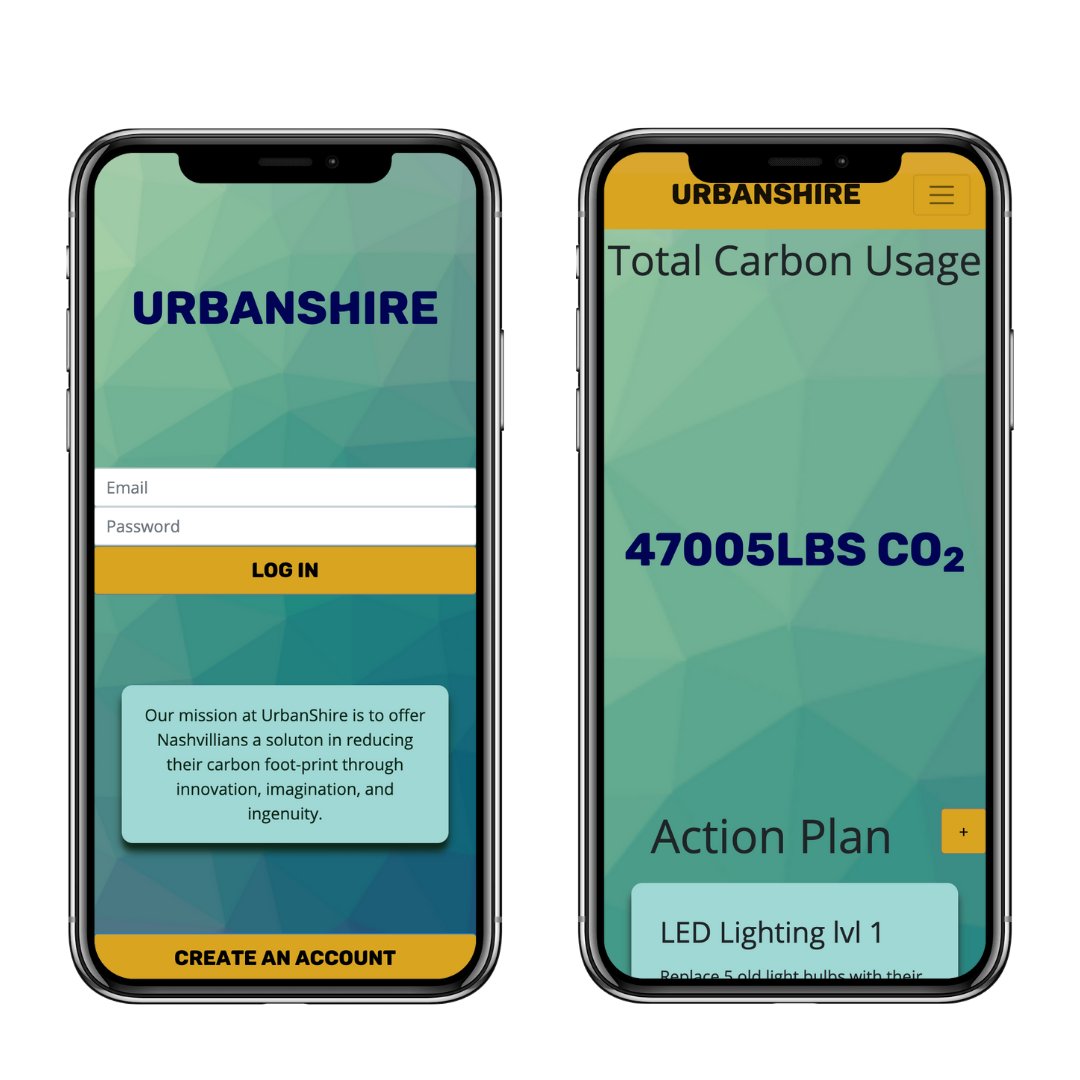 URBANSHIRE
Email
Password
LOG IN
Our mission at UrbanShire is to offer
Nashvillians a soluton in reducing
their carbon foot-print through
innovation, imagination, and
ingenuity.
CREATE AN ACCOUNT
URBANSHIRE
Total Carbon Usage
47005LBS CO₂
Action Plan
+
LED Lighting lvl 1
Replace 5 old light bulbs with their